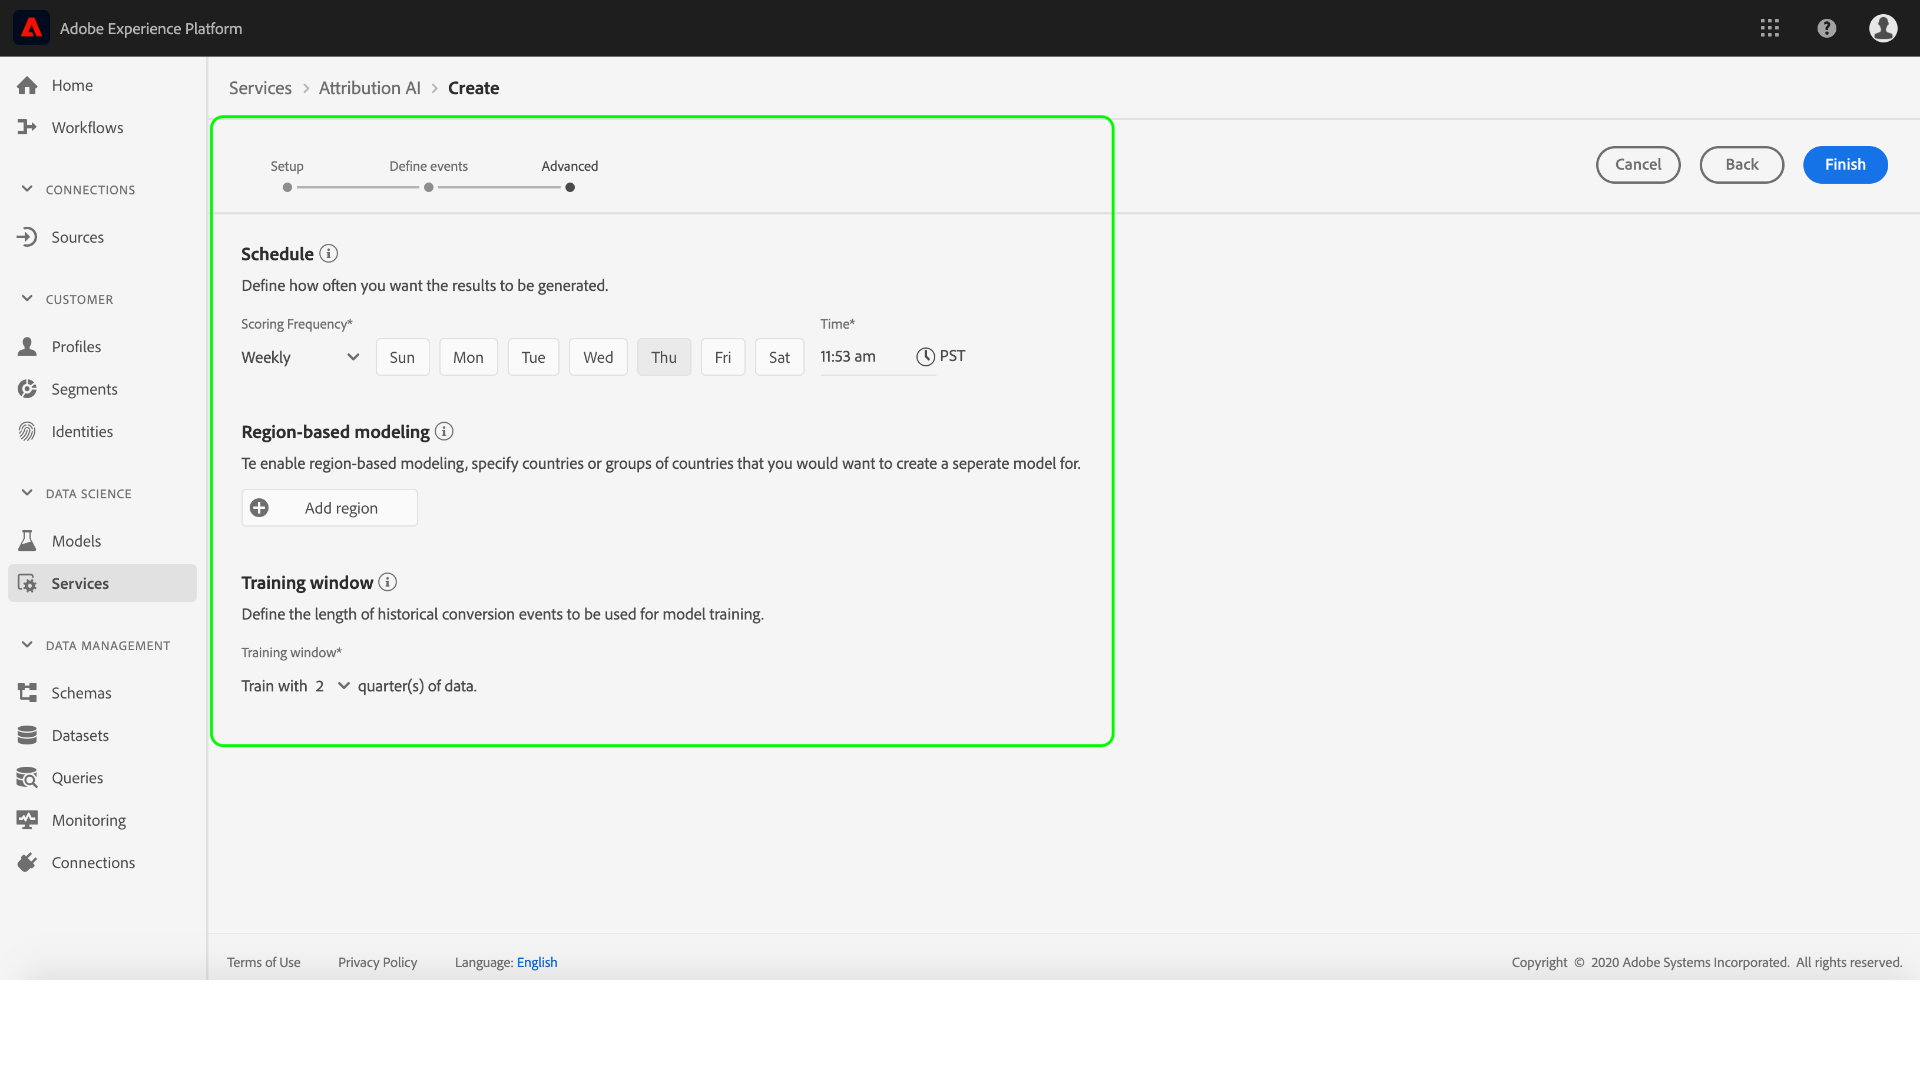 Adobe Experience Platform
Home
Workflows
CONNECTIONS
Sources
CUSTOMER
Profiles
Segments
Identities
DATA SCIENCE
Models
Services
DATA MANAGEMENT
Schemas
Datasets
Queries
Monitoring
Connections
Services > Attribution AI > Create
Setup Define events Advanced
Cancel Back Finish
Schedule
Define how often you want the results to be generated.
Scoring Frequency* Time*
Weekly Sun Mon Tue Wed Thu Fri Sat 11:53 am PST
Region-based modeling
Te enable region-based modeling, specify countries or groups of countries that you would want to create a seperate model for.
Add region
Training window
Define the length of historical conversion events to be used for model training.
Training window*
Train with 2 quarter(s) of data.
Terms of Use Privacy Policy Language: English Copyright © 2020 Adobe Systems Incorporated. All rights reserved.